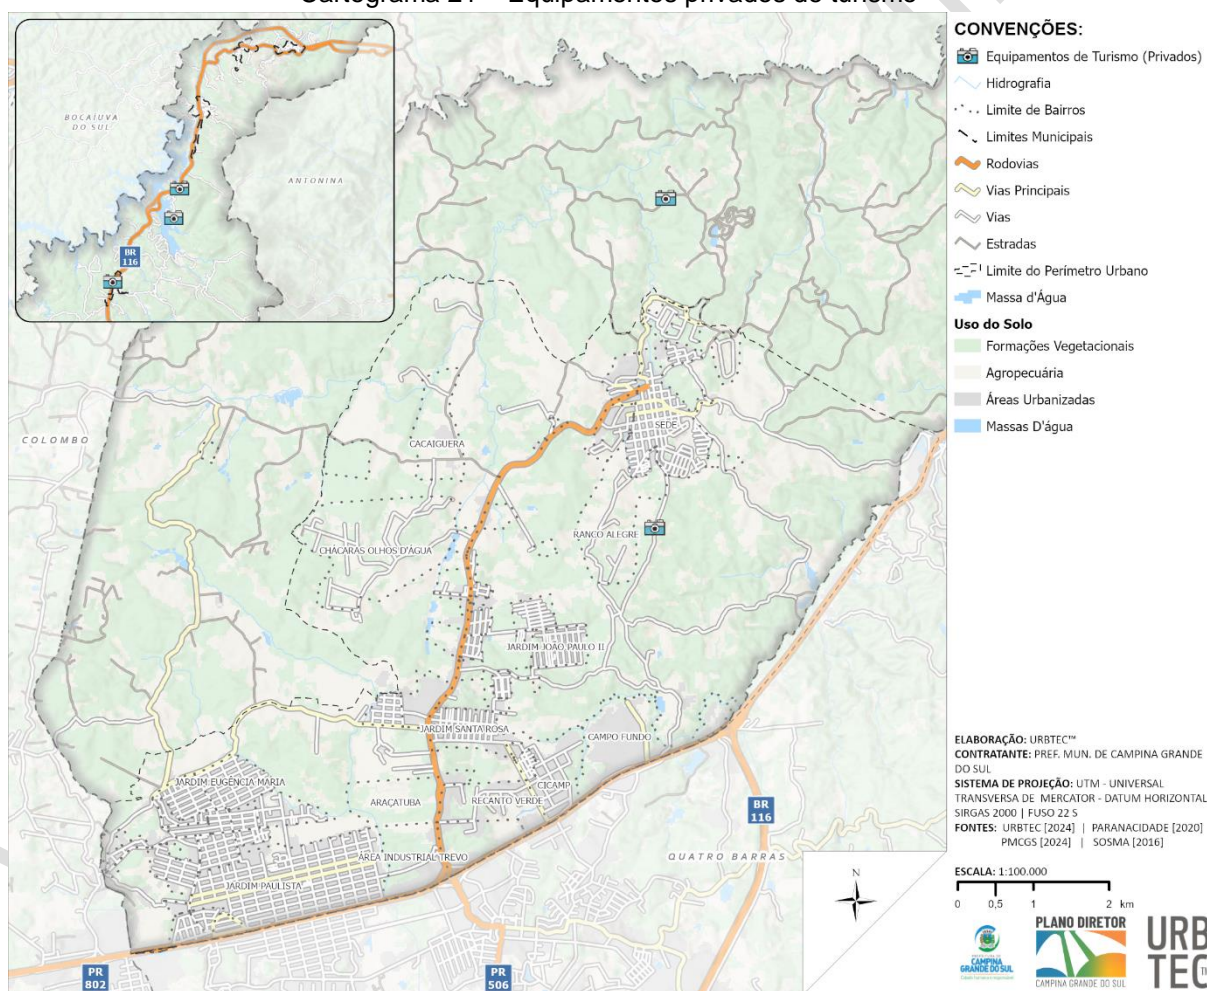 Cartograma 21 – Equipamentos privados de turismo
BOCAIUVA
DO SUL
ANTONINA
BR
116
COLOMBO
CACAIGUERA
SEDE
CHÁCARAS OLHOS D'ÁGUA
RANCO ALEGRE
JARDIM JOÃO PAULO II
JARDIM SANTA ROSA
CAMPO FUNDO
JARDIM EUGÊNCIA MARIA
CICAMP
ARAÇATUBA
RECANTO VERDE
BR
116
ÁREA INDUSTRIAL TREVO
QUATRO BARRAS
JARDIM PAULISTA
PR
802
PR
506
N
CONVENÇÕES:
Equipamentos de Turismo (Privados)
Hidrografia
Limite de Bairros
Limites Municipais
Rodovias
Vias Principais
Vias
Estradas
Limite do Perímetro Urbano
Massa d'Água
Uso do Solo
Formações Vegetacionais
Agropecuária
Áreas Urbanizadas
Massas D'água
ELABORAÇÃO: URBTEC™
CONTRATANTE: PREF. MUN. DE CAMPINA GRANDE
DO SUL
SISTEMA DE PROJEÇÃO: UTM - UNIVERSAL
TRANSVERSA DE MERCATOR - DATUM HORIZONTAL
SIRGAS 2000 | FUSO 22 S
FONTES: URBTEC [2024] | PARANACIDADE [2020]
PMCGS [2024] | SOSMA [2016]
ESCALA: 1:100.000
0 0,5 1 2 km
CAMPINA
GRANDE DO SUL
PLANO DIRETOR
CAMPINA GRANDE DO SUL
URB
TEC